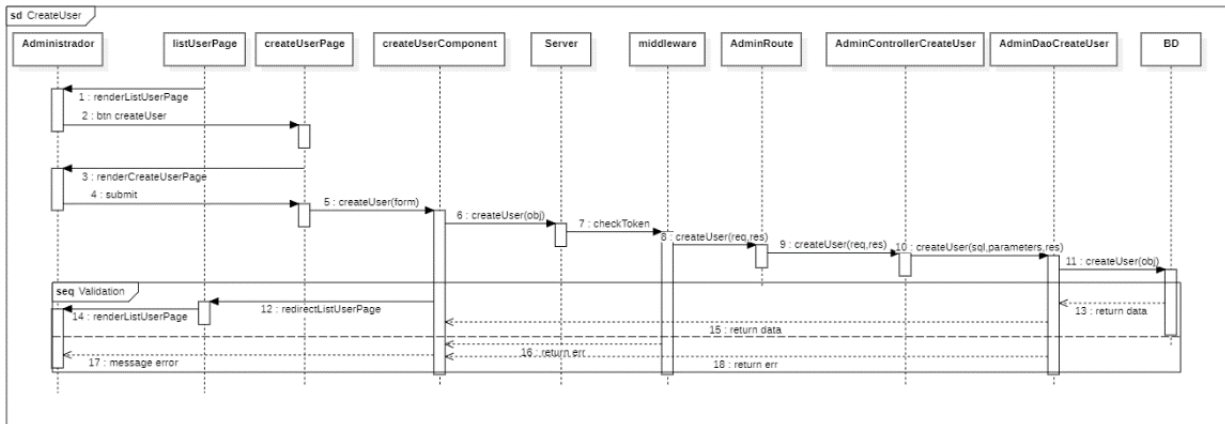 sd CreateUser
Administrador
listUserPage
createUserPage
createUserComponent
Server
middleware
AdminRoute
AdminControllerCreateUser
AdminDaoCreateUser
BD
1 : renderListUserPage
2 : btn createUser
3 : renderCreateUserPage
4 : submit
5 : createUser(form)
6 : createUser(obj)
7 : checkToken
8 : createUser(req,res)
9 : createUser(req,res)
10 : createUser(sql,parameters,res)
11 : createUser(obj)
seq Validation
12 : redirectListUserPage
13 : return data
14 : renderListUserPage
15 : return data
16 : return err
17 : message error
18 : return err